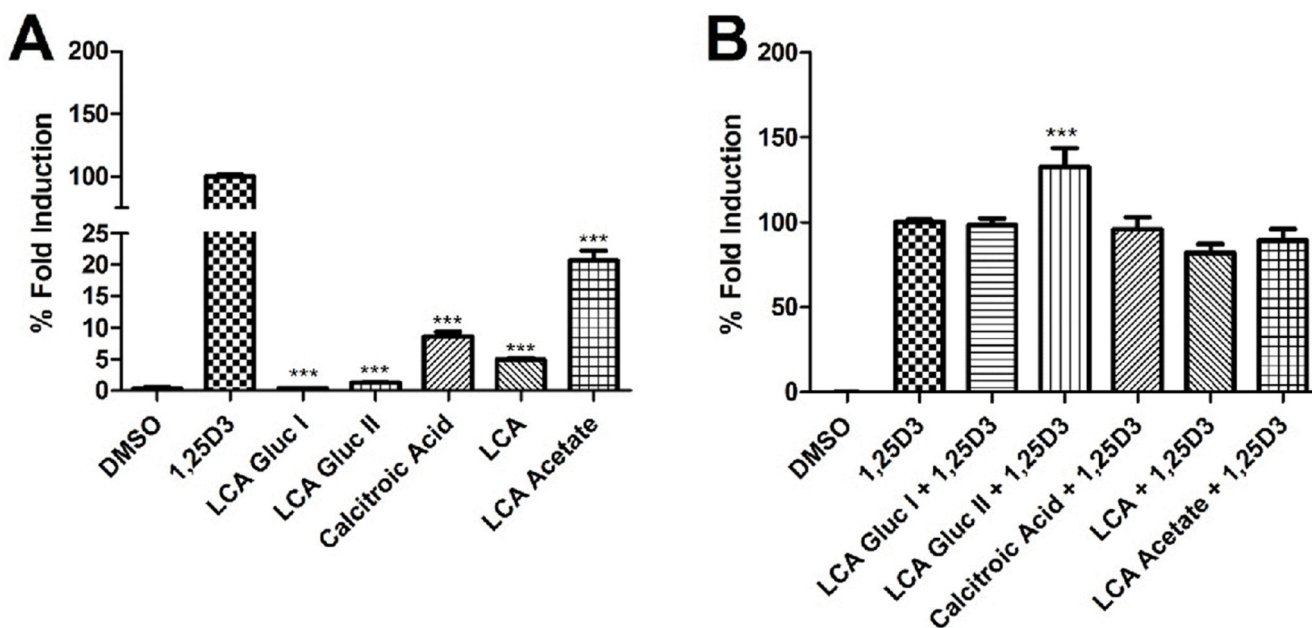 A
% Fold Induction
200
150
100
25
20
15
10
5
0
***
***
***
***
***
DMSO
1,25D3
LCA Gluc I
LCA Gluc II
Calcitroic Acid
LCA
LCA Acetate
B
% Fold Induction
200
150
100
50
0
***
DMSO
1,25D3
LCA Gluc I + 1,25D3
LCA Gluc II + 1,25D3
Calcitroic Acid + 1,25D3
LCA + 1,25D3
LCA Acetate + 1,25D3